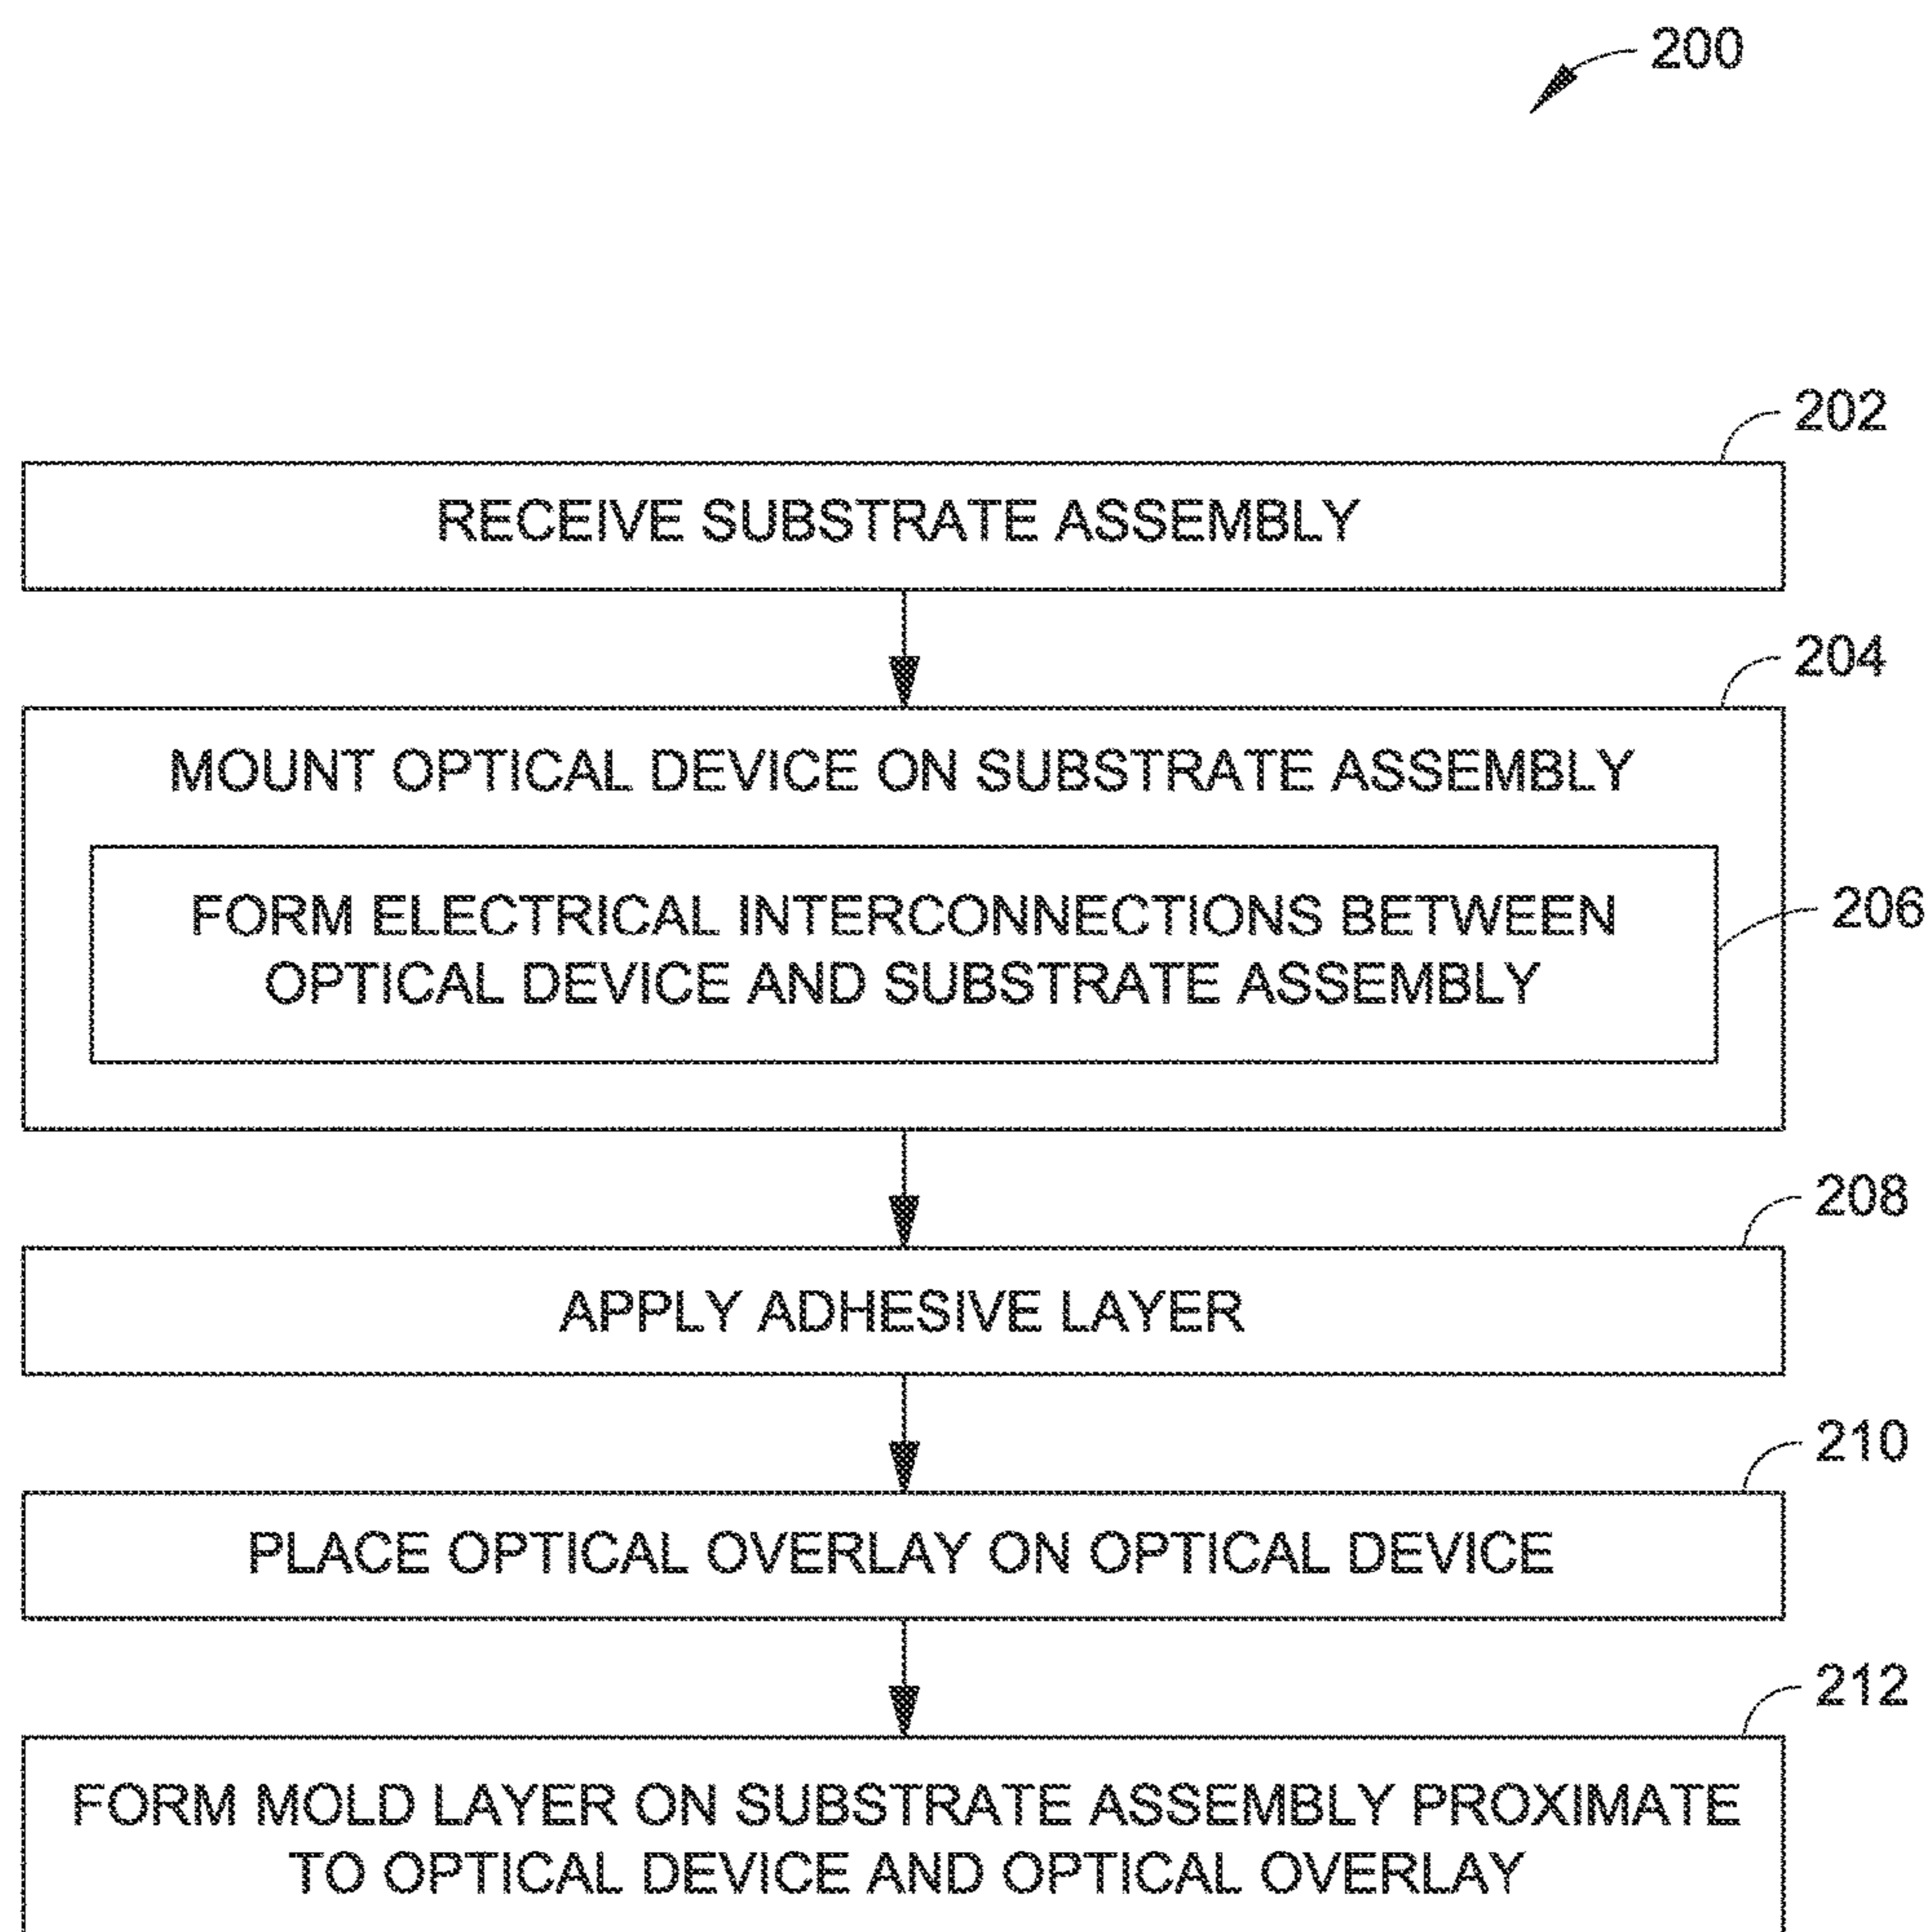 200
202
RECEIVE SUBSTRATE ASSEMBLY
204
MOUNT OPTICAL DEVICE ON SUBSTRATE ASSEMBLY
FORM ELECTRICAL INTERCONNECTIONS BETWEEN
206
OPTICAL DEVICE AND SUBSTRATE ASSEMBLY
208
APPLY ADHESIVE LAYER
210
PLACE OPTICAL OVERLAY ON OPTICAL DEVICE
212
FORM MOLD LAYER ON SUBSTRATE ASSEMBLY PROXIMATE
TO OPTICAL DEVICE AND OPTICAL OVERLAY